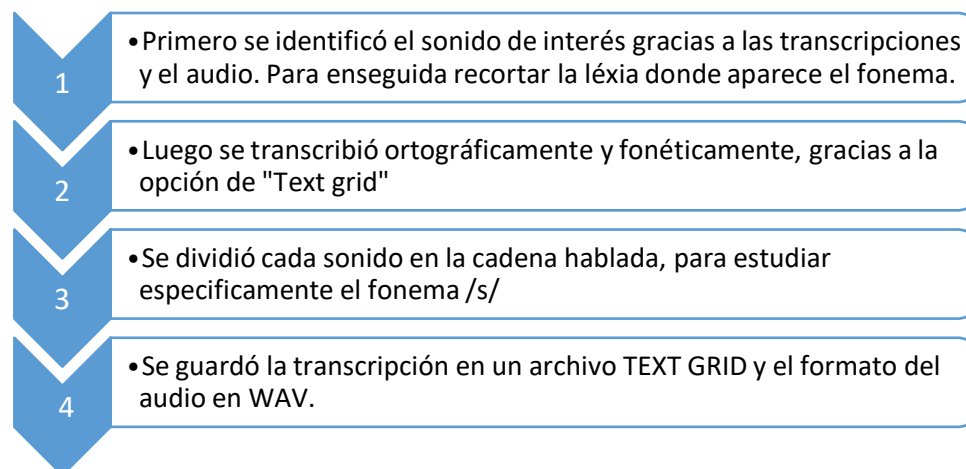 1
•Primero se identificó el sonido de interés gracias a las transcripciones
y el audio. Para enseguida recortar la léxia donde aparece el fonema.
2
•Luego se transcribió ortográficamente y fonéticamente, gracias a la
opción de "Text grid"
3
•Se dividió cada sonido en la cadena hablada, para estudiar
especificamente el fonema /s/
4
•Se guardó la transcripción en un archivo TEXT GRID y el formato del
audio en WAV.